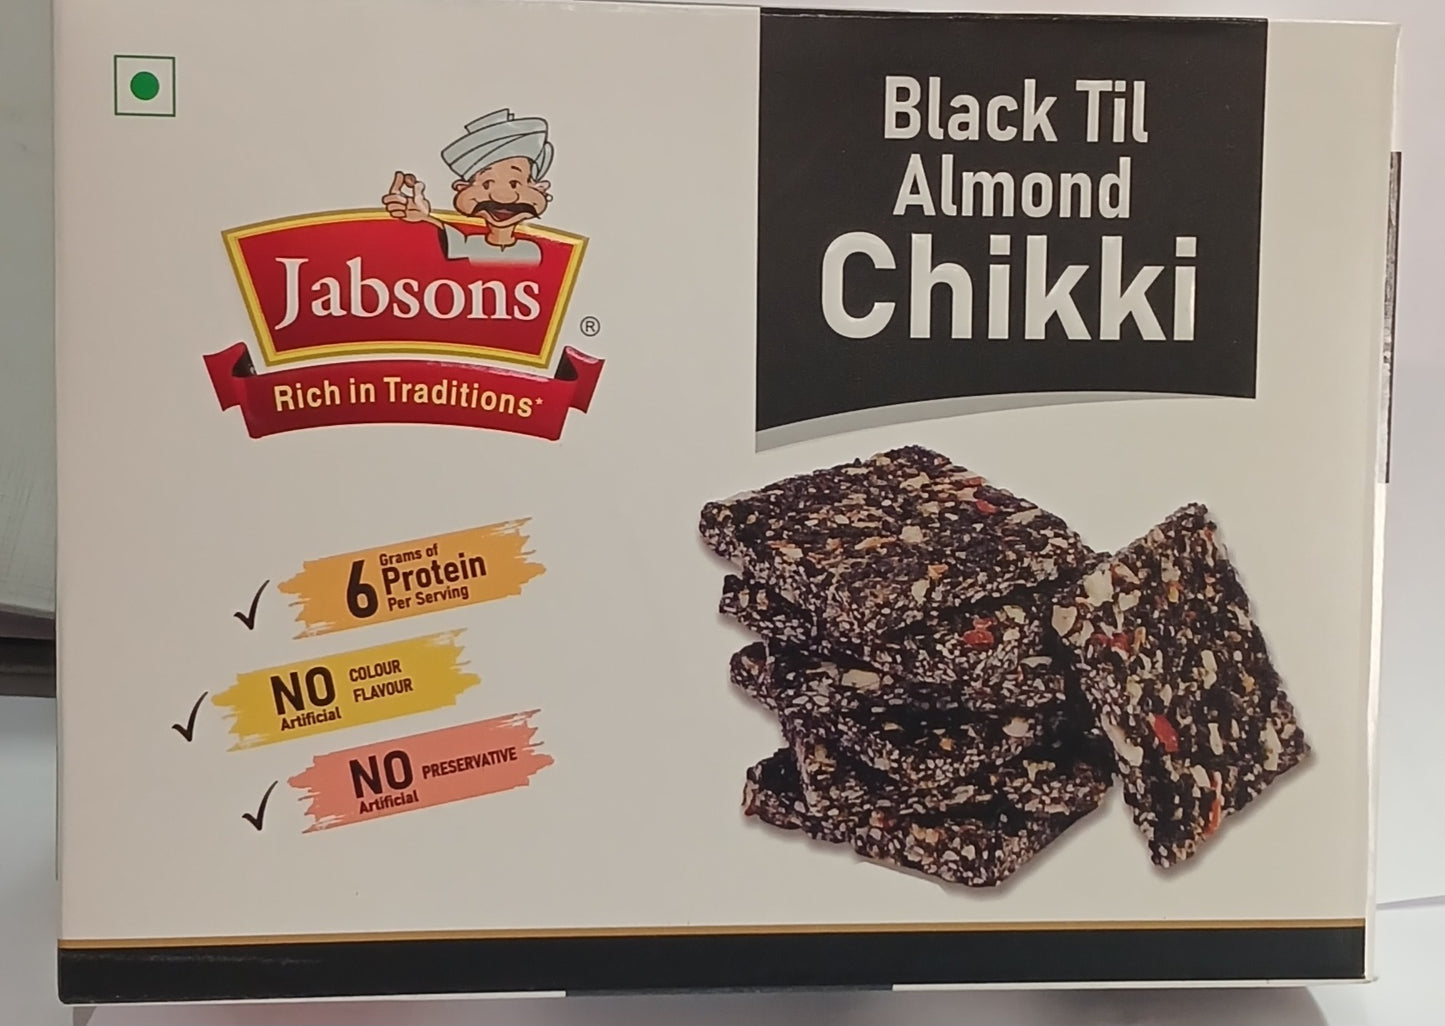 Jabsons
®
Rich in Traditions*
Black Til
Almond
Chikki
6 Grams of
Protein
Per Serving
NO COLOUR
Artificial FLAVOUR
NO PRESERVATIVE
Artificial